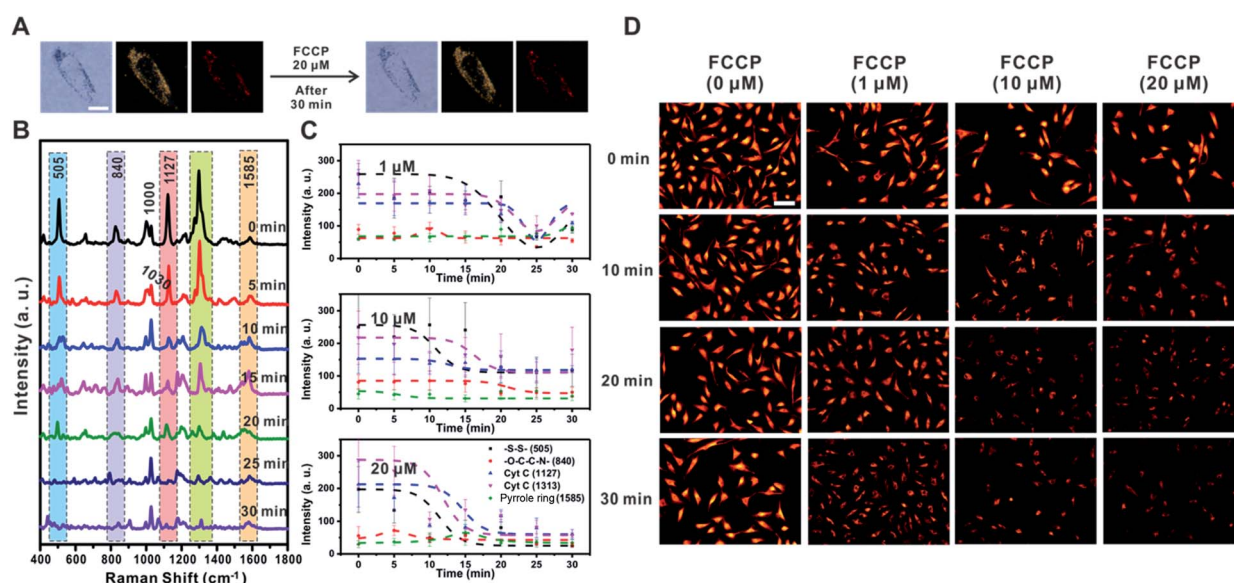 A
FCCP
20 μM
After
30 min
B
505
840
1000
1127
1585
1030
0 min
5 min
10 min
15 min
20 min
25 min
30 min
Intensity (a. u.)
400 600 800 1000 1200 1400 1600 1800
Raman Shift (cm⁻¹)
C
1 μM
300
200
100
0
Intensity (a. u.)
0 5 10 15 20 25 30
Time (min)
10 μM
300
200
100
0
Intensity (a. u.)
0 5 10 15 20 25 30
Time (min)
20 μM
300
200
100
0
Intensity (a. u.)
-S-S- (505)
-O-C-C-N- (840)
Cyt C (1127)
Cyt C (1313)
Pyrrole ring (1585)
0 5 10 15 20 25 30
Time (min)
D
FCCP
(0 μM)
FCCP
(1 μM)
FCCP
(10 μM)
FCCP
(20 μM)
0 min
10 min
20 min
30 min